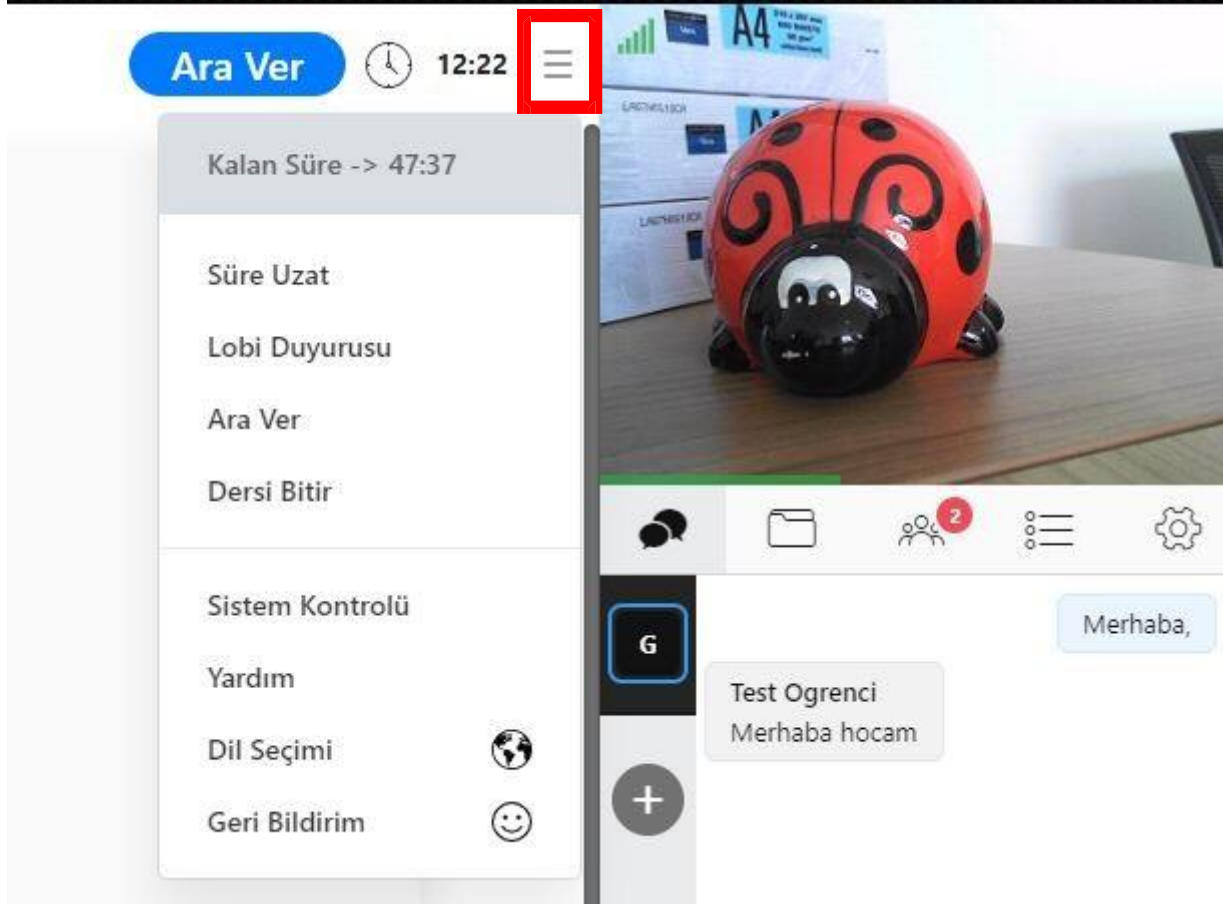 Ara Ver
12:22
Kalan Süre -> 47:37
Süre Uzat
Lobi Duyurusu
Ara Ver
Dersi Bitir
Sistem Kontrolü
Yardım
Dil Seçimi
Geri Bildirim
A4
2
G
Merhaba,
Test Ogrenci
Merhaba hocam